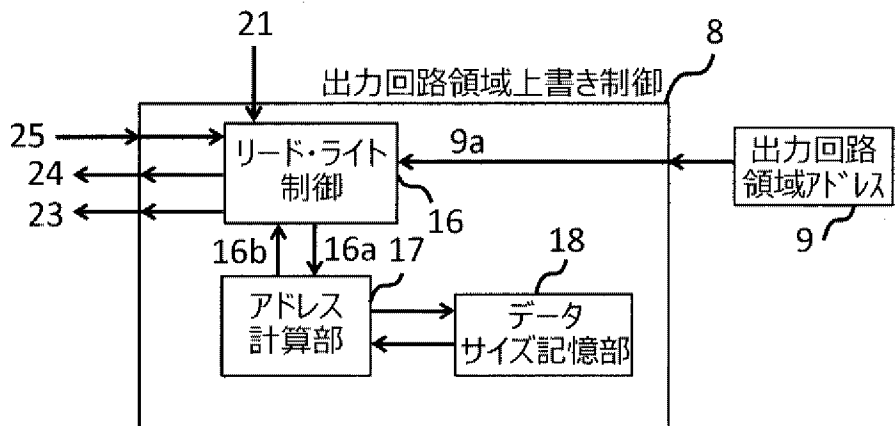 21
出力回路領域上書き制御
8
25
24
23
リード・ライト
制御
16
9a
出力回路
領域アドレス
9
16b
16a
17
アドレス
計算部
18
データ
サイズ記憶部